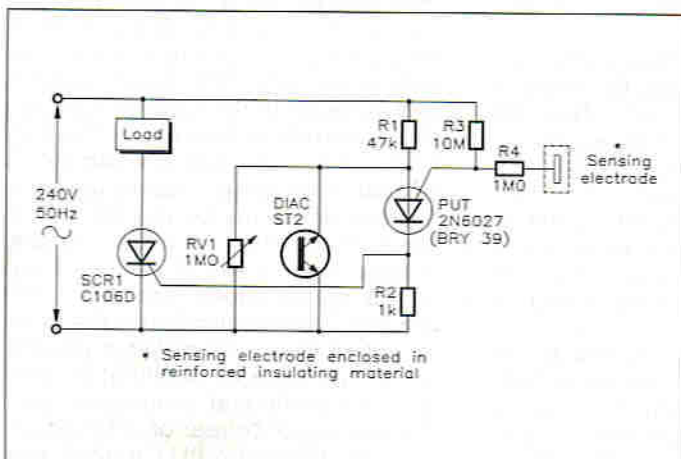 Load
240V
50Hz
SCR1
C106D
RV1
1M0
DIAC
ST2
R1
47k
R3
10M
R4
1M0
*
Sensing
electrode
PUT
2N6027
(BRY 39)
R2
1k
* Sensing electrode enclosed in
reinforced insulating material